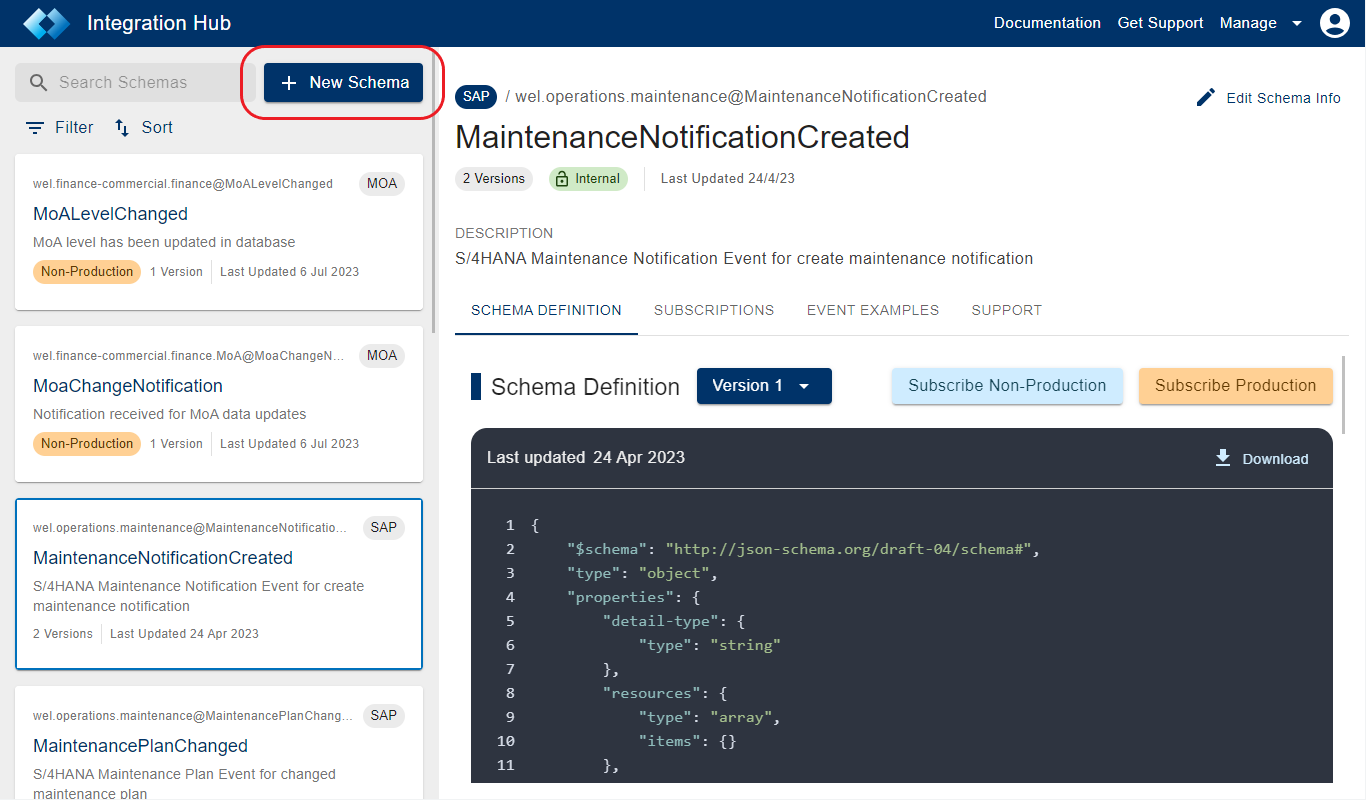 Integration Hub
Documentation Get Support Manage
Search Schemas
+ New Schema
Filter Sort
wel.finance-commercial.finance@MoALevelChanged MOA
MoALevelChanged
MoA level has been updated in database
Non-Production 1 Version Last Updated 6 Jul 2023
wel.finance-commercial.finance.MoA@MoaChangeN... MOA
MoaChangeNotification
Notification received for MoA data updates
Non-Production 1 Version Last Updated 6 Jul 2023
wel.operations.maintenance@MaintenanceNotificatio... SAP
MaintenanceNotificationCreated
S/4HANA Maintenance Notification Event for create
maintenance notification
2 Versions Last Updated 24 Apr 2023
wel.operations.maintenance@MaintenancePlanChang... SAP
MaintenancePlanChanged
S/4HANA Maintenance Plan Event for changed
maintenance plan
SAP / wel.operations.maintenance@MaintenanceNotificationCreated
Edit Schema Info
MaintenanceNotificationCreated
2 Versions Internal Last Updated 24/4/23
DESCRIPTION
S/4HANA Maintenance Notification Event for create maintenance notification
SCHEMA DEFINITION SUBSCRIPTIONS EVENT EXAMPLES SUPPORT
Schema Definition Version 1 Subscribe Non-Production Subscribe Production
Last updated 24 Apr 2023 Download
1 {
2 "$schema": "http://json-schema.org/draft-04/schema#",
3 "type": "object",
4 "properties": {
5 "detail-type": {
6 "type": "string"
7 },
8 "resources": {
9 "type": "array",
10 "items": {}
11 },